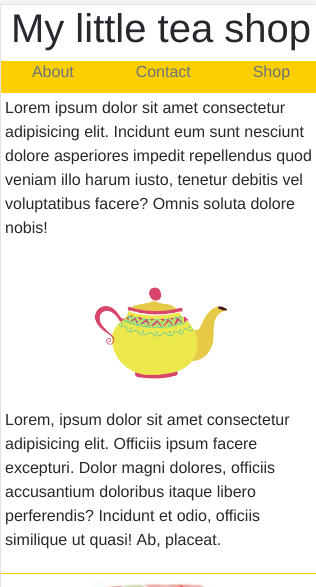 My little tea shop
About Contact Shop
Lorem ipsum dolor sit amet consectetur
adipisicing elit. Incidunt eum sunt nesciunt
dolore asperiores impedit repellendus quod
veniam illo harum iusto, tenetur debitis vel
voluptatibus facere? Omnis soluta dolore
nobis!
Lorem, ipsum dolor sit amet consectetur
adipisicing elit. Officiis ipsum facere
excepturi. Dolor magni dolores, officiis
accusantium doloribus itaque libero
perferendis? Incidunt et odio, officiis
similique ut quasi! Ab, placeat.